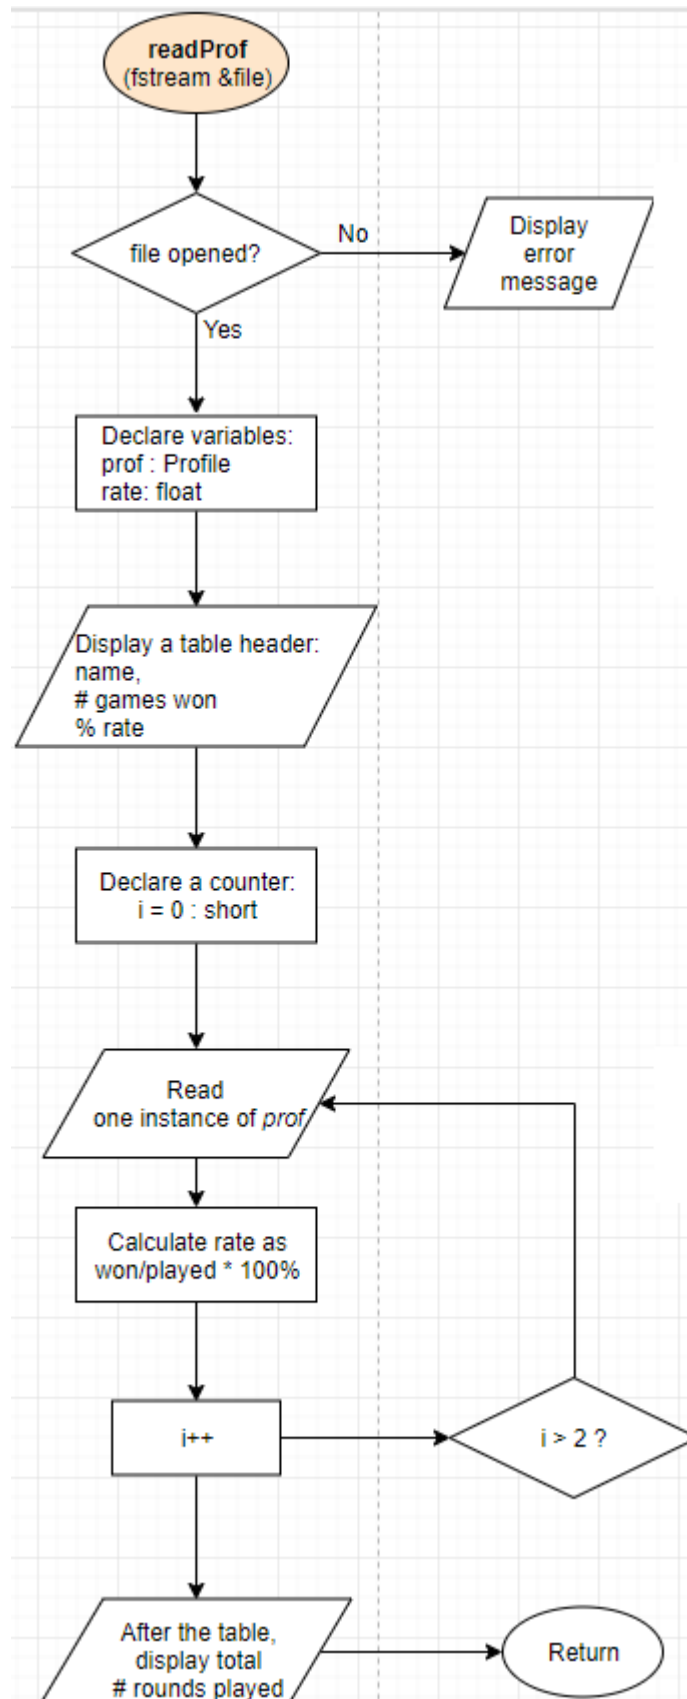 readProf
(fstream &file)
file opened?
No
Display
error
message
Yes
Declare variables:
prof : Profile
rate: float
Display a table header:
name,
# games won
% rate
Declare a counter:
i = 0 : short
Read
one instance of prof
Calculate rate as
won/played * 100%
i++
i > 2 ?
After the table,
display total
# rounds played
Return